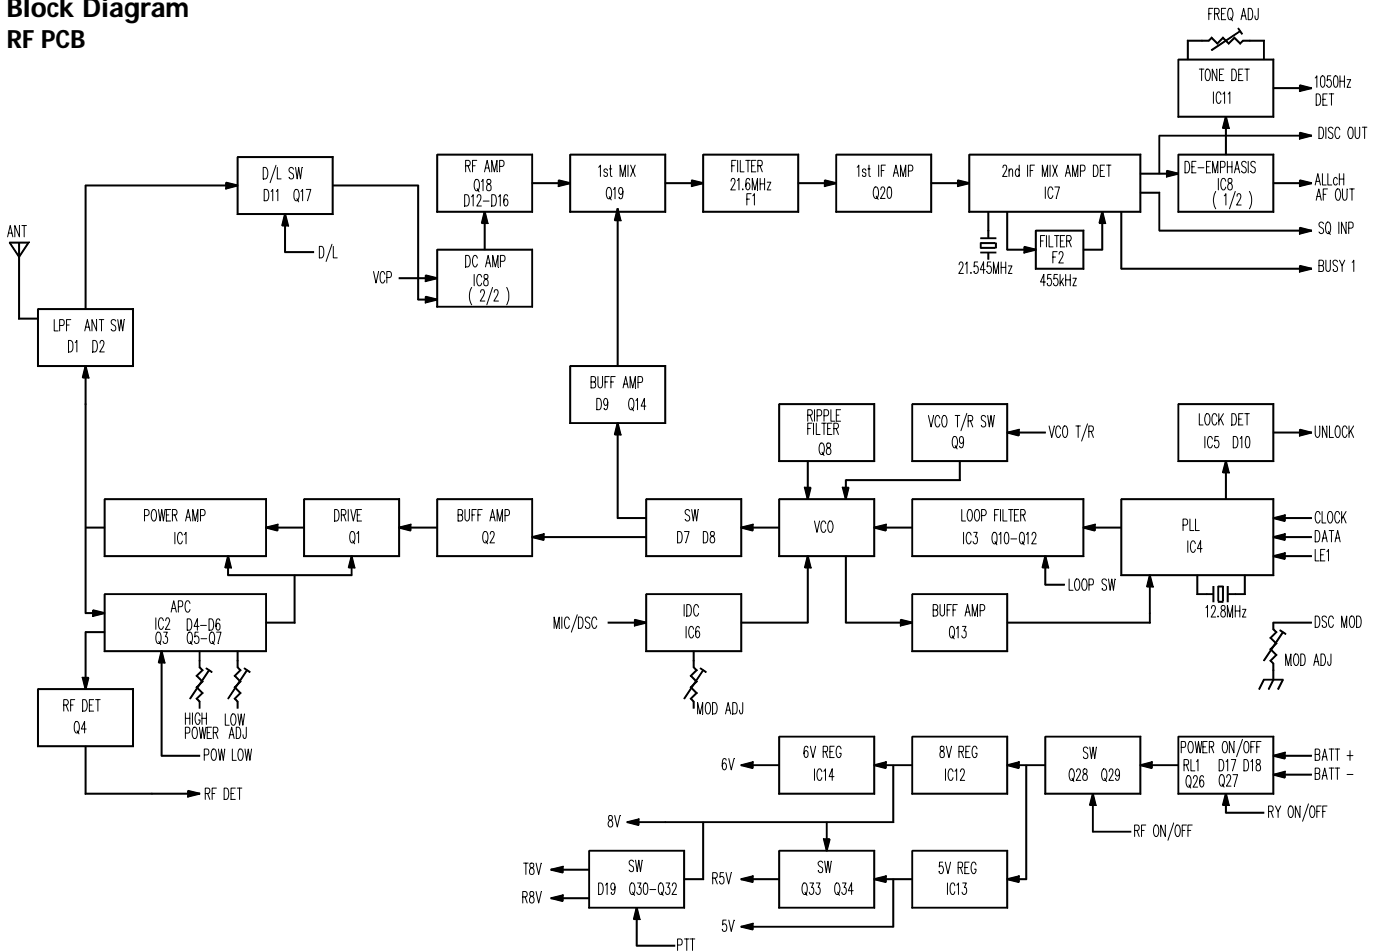 Block Diagram
RF PCB
FREQ ADJ
TONE DET
IC11
1050Hz
DET
DISC OUT
D/L SW
D11 Q17
RF AMP
Q18
D12-D16
1st MIX
Q19
FILTER
21.6MHz
F1
1st IF AMP
Q20
2nd IF MIX AMP DET
IC7
DE-EMPHASIS
IC8
( 1/2 )
ALLcH
AF OUT
SQ INP
BUSY 1
ANT
D/L
VCP
DC AMP
IC8
( 2/2 )
21.545MHz
FILTER
F2
455kHz
LPF ANT SW
D1 D2
BUFF AMP
D9 Q14
RIPPLE
FILTER
Q8
VCO T/R SW
Q9
VCO T/R
LOCK DET
IC5 D10
UNLOCK
POWER AMP
IC1
DRIVE
Q1
BUFF AMP
Q2
SW
D7 D8
VCO
LOOP FILTER
IC3 Q10-Q12
PLL
IC4
CLOCK
DATA
LE1
LOOP SW
12.8MHz
APC
IC2 D4-D6
Q3 Q5-Q7
MIC/DSC
IDC
IC6
BUFF AMP
Q13
DSC MOD
MOD ADJ
MOD ADJ
RF DET
Q4
HIGH LOW
POWER ADJ
POW LOW
RF DET
6V
6V REG
IC14
8V REG
IC12
SW
Q28 Q29
POWER ON/OFF
RL1 D17 D18
Q26 Q27
BATT +
BATT -
RY ON/OFF
RF ON/OFF
8V
T8V
R8V
SW
D19 Q30-Q32
R5V
SW
Q33 Q34
5V REG
IC13
5V
PTT